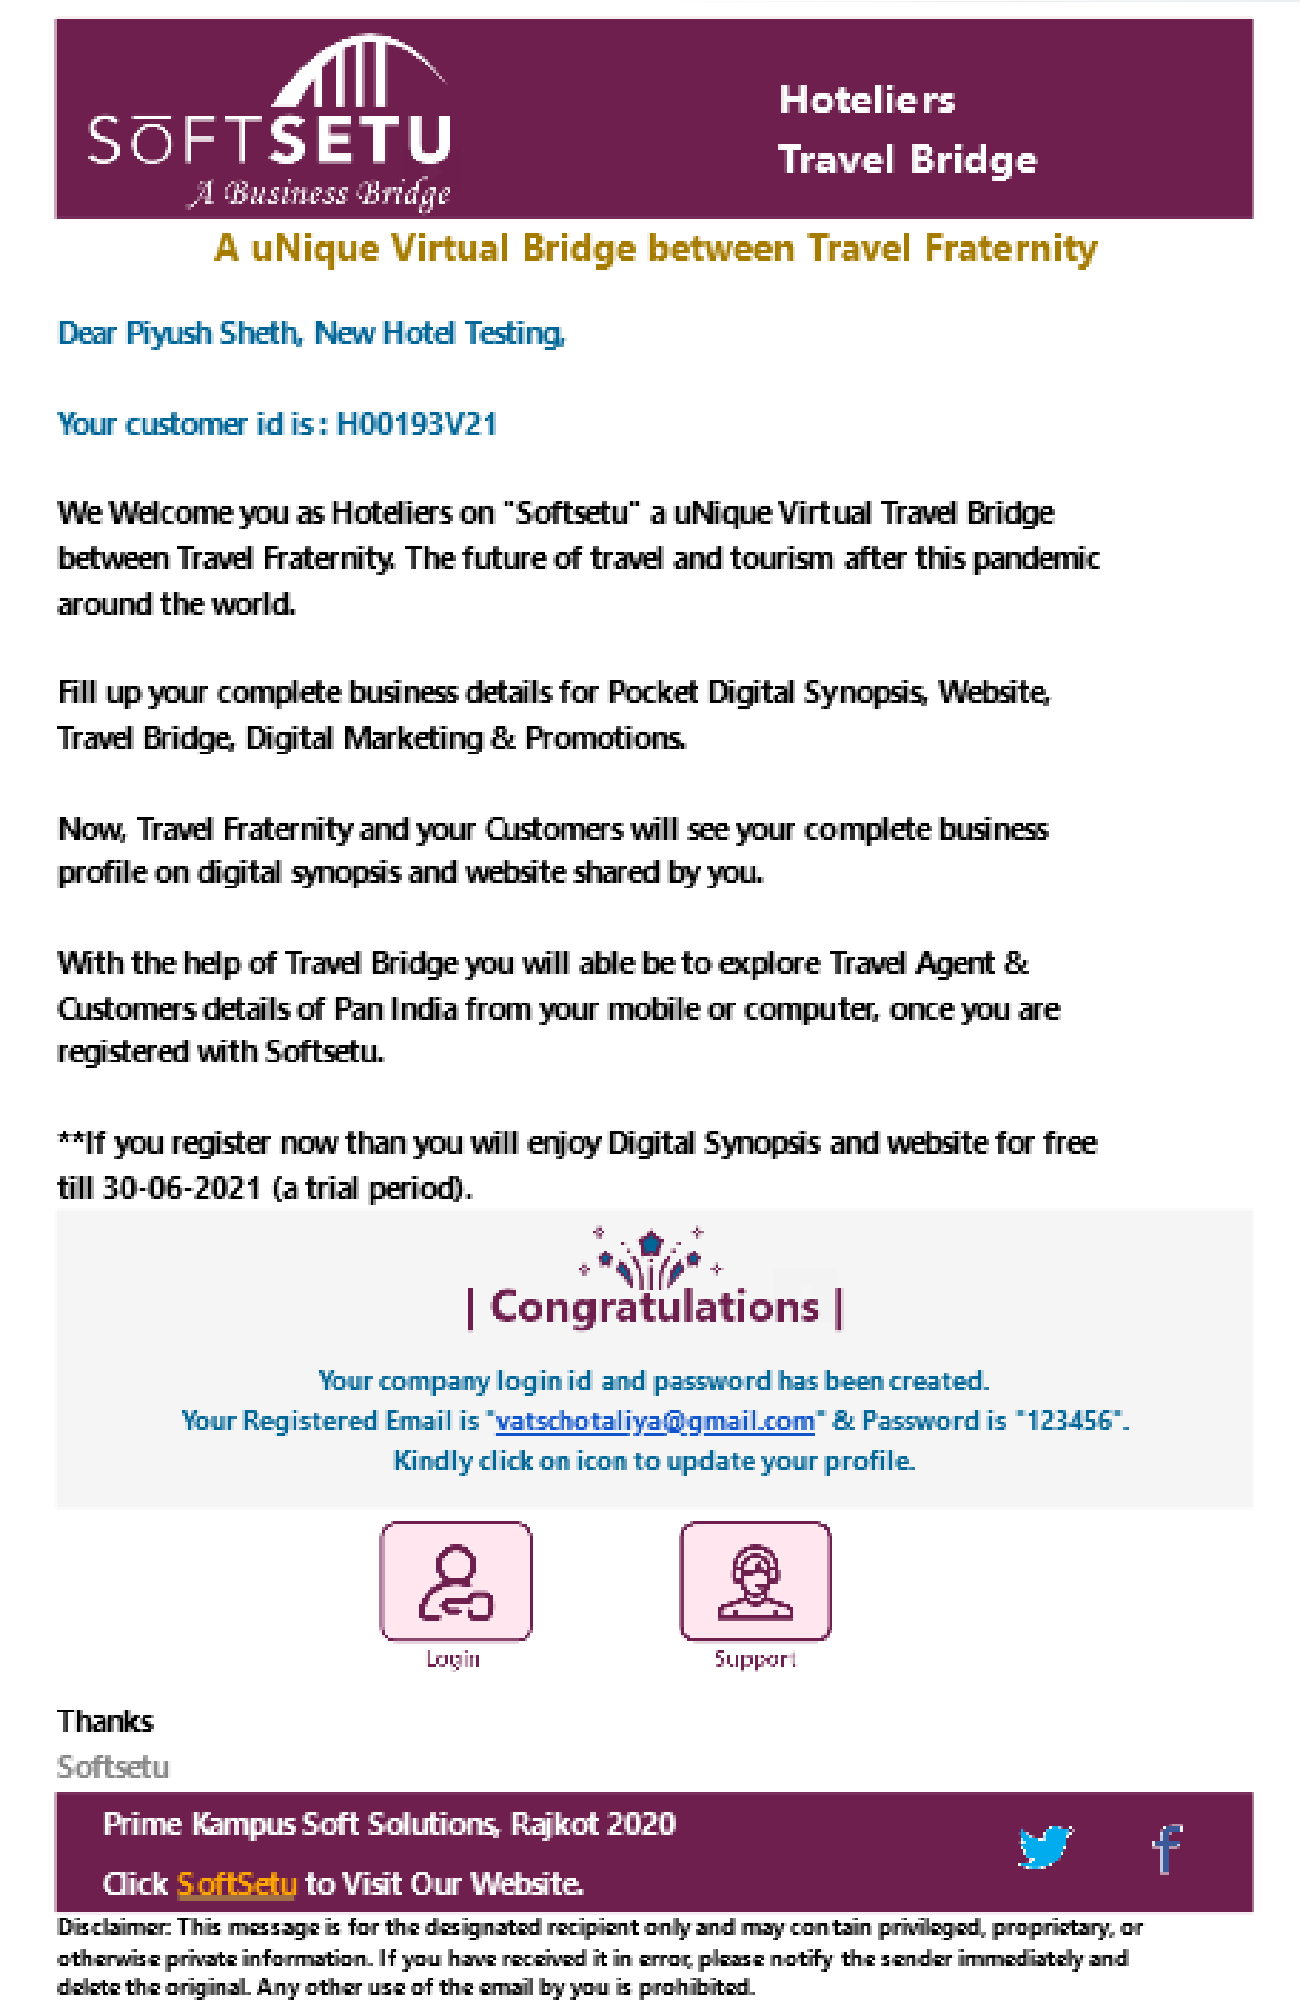 SōFTSETU
A Business Bridge
Hoteliers
Travel Bridge
A uNique Virtual Bridge between Travel Fraternity
Dear Piyush Sheth, New Hotel Testing,
Your customer id is : H00193V21
We Welcome you as Hoteliers on "Softsetu" a uNique Virtual Travel Bridge
between Travel Fraternity. The future of travel and tourism after this pandemic
around the world.
Fill up your complete business details for Pocket Digital Synopsis, Website,
Travel Bridge, Digital Marketing & Promotions.
Now, Travel Fraternity and your Customers will see your complete business
profile on digital synopsis and website shared by you.
With the help of Travel Bridge you will able be to explore Travel Agent &
Customers details of Pan India from your mobile or computer, once you are
registered with Softsetu.
**If you register now than you will enjoy Digital Synopsis and website for free
till 30-06-2021 (a trial period).
| Congratulations |
Your company login id and password has been created.
Your Registered Email is "vatschotaliya@gmail.com" & Password is "123456".
Kindly click on icon to update your profile.
Login
Support
Thanks
Softsetu
Prime Kampus Soft Solutions, Rajkot 2020
Click SoftSetu to Visit Our Website.
Disclaimer: This message is for the designated recipient only and may contain privileged, proprietary, or
otherwise private information. If you have received it in error, please notify the sender immediately and
delete the original. Any other use of the email by you is prohibited.